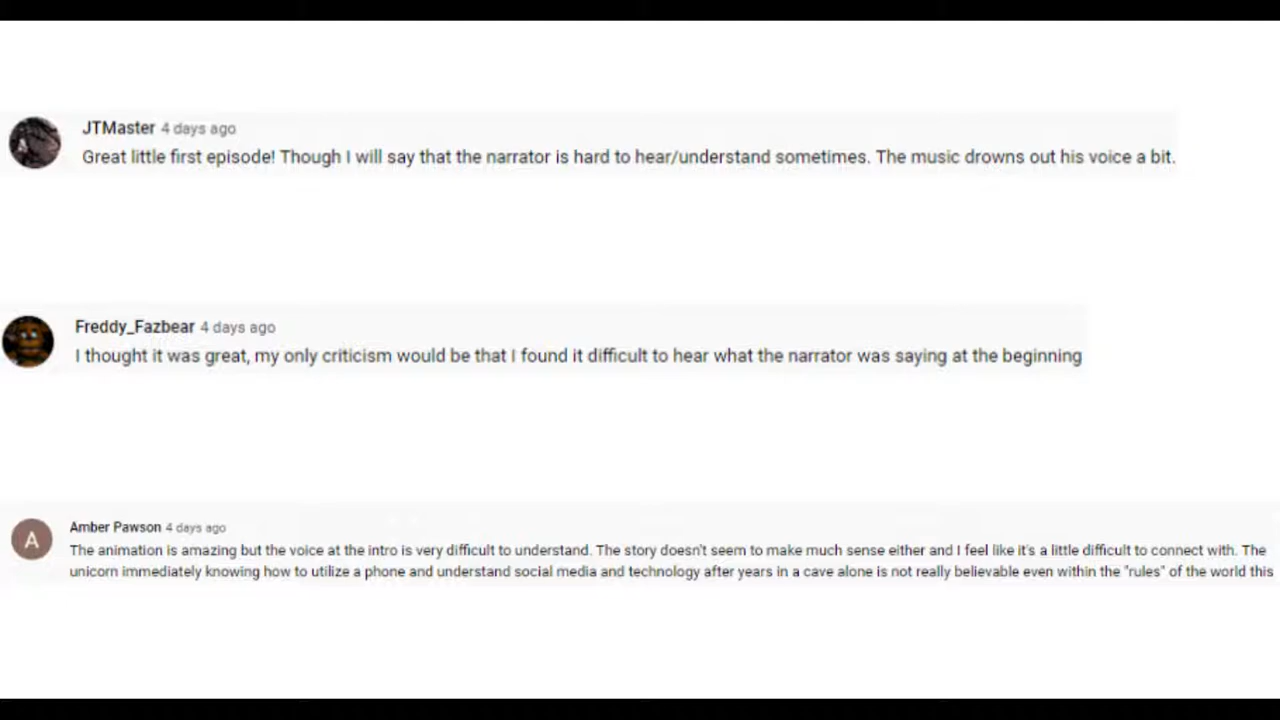 JTMaster 4 days ago
Great little first episode! Though I will say that the narrator is hard to hear/understand sometimes. The music drowns out his voice a bit.
Freddy_Fazbear 4 days ago
I thought it was great, my only criticism would be that I found it difficult to hear what the narrator was saying at the beginning
A
Amber Pawson 4 days ago
The animation is amazing but the voice at the intro is very difficult to understand. The story doesn't seem to make much sense either and I feel like it's a little difficult to connect with. The
unicorn immediately knowing how to utilize a phone and understand social media and technology after years in a cave alone is not really believable even within the "rules" of the world this